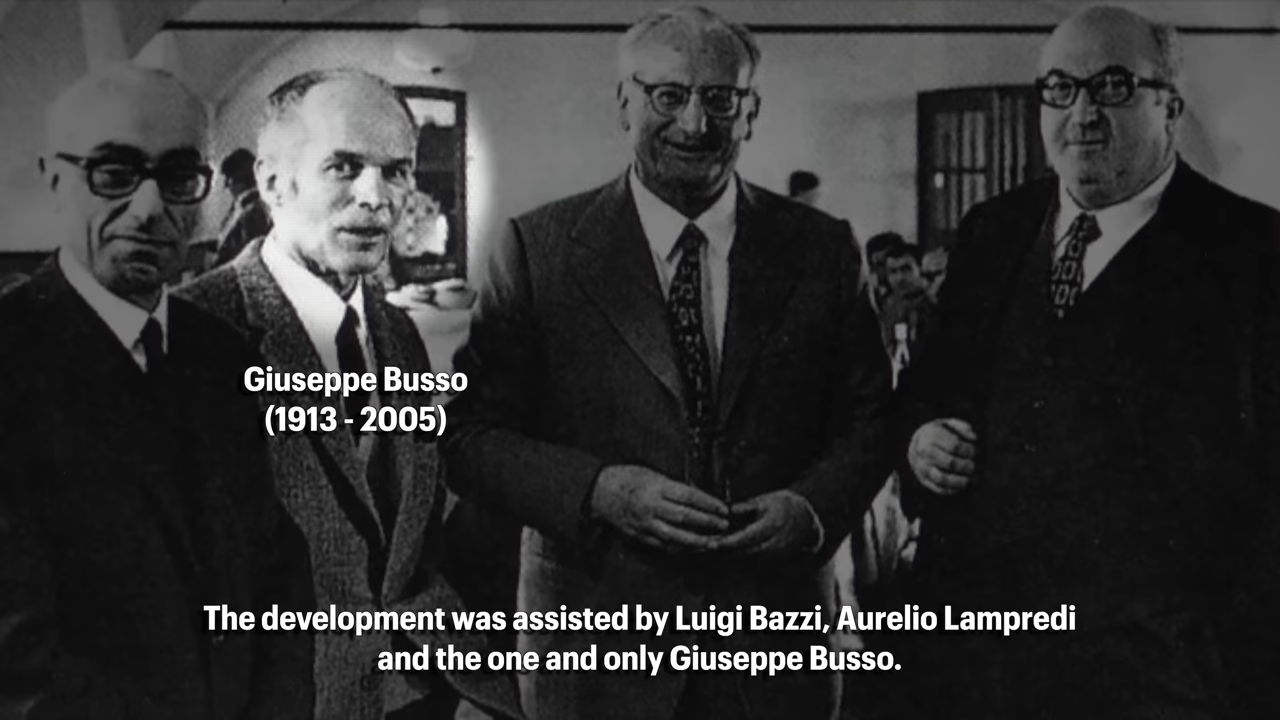 Giuseppe Busso
(1913 - 2005)
The development was assisted by Luigi Bazzi, Aurelio Lampredi
and the one and only Giuseppe Busso.